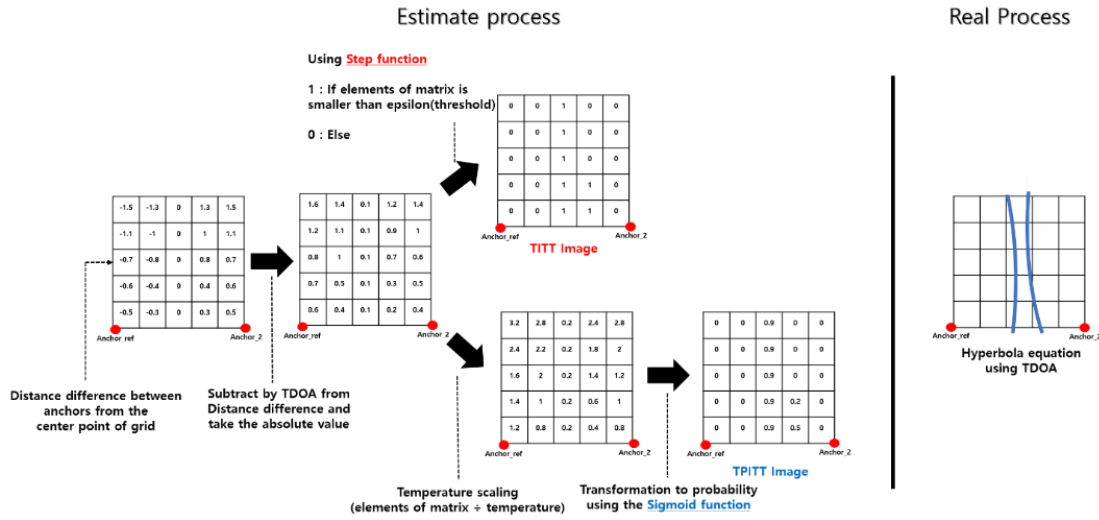 Estimate process
Real Process
Using Step function
1 : If elements of matrix is
smaller than epsilon(threshold)
0 : Else
0 0 1 0 0
0 0 1 0 0
0 0 1 0 0
0 0 1 1 0
0 0 1 1 0
Anchor_ref Anchor_2
TITT Image
-1.5 -1.3 0 1.3 1.5
-1.1 -1 0 1 1.1
-0.7 -0.8 0 0.8 0.7
-0.6 -0.4 0 0.4 0.6
-0.5 -0.3 0 0.3 0.5
Anchor_ref Anchor_2
1.6 1.4 0.1 1.2 1.4
1.2 1.1 0.1 0.9 1
0.8 1 0.1 0.7 0.6
0.7 0.5 0.1 0.3 0.5
0.6 0.4 0.1 0.2 0.4
Anchor_ref Anchor_2
Distance difference between
anchors from the
center point of grid
Subtract by TDOA from
Distance difference and
take the absolute value
3.2 2.8 0.2 2.4 2.8
2.4 2.2 0.2 1.8 2
1.6 2 0.2 1.4 1.2
1.4 1 0.2 0.6 1
1.2 0.8 0.2 0.4 0.8
Anchor_ref Anchor_2
0 0 0.9 0 0
0 0 0.9 0 0
0 0 0.9 0 0
0 0 0.9 0.2 0
0 0 0.9 0.5 0
Anchor_ref Anchor_2
TPITT Image
Temperature scaling
(elements of matrix ÷ temperature)
Transformation to probability
using the Sigmoid function
Anchor_ref Anchor_2
Hyperbola equation
using TDOA